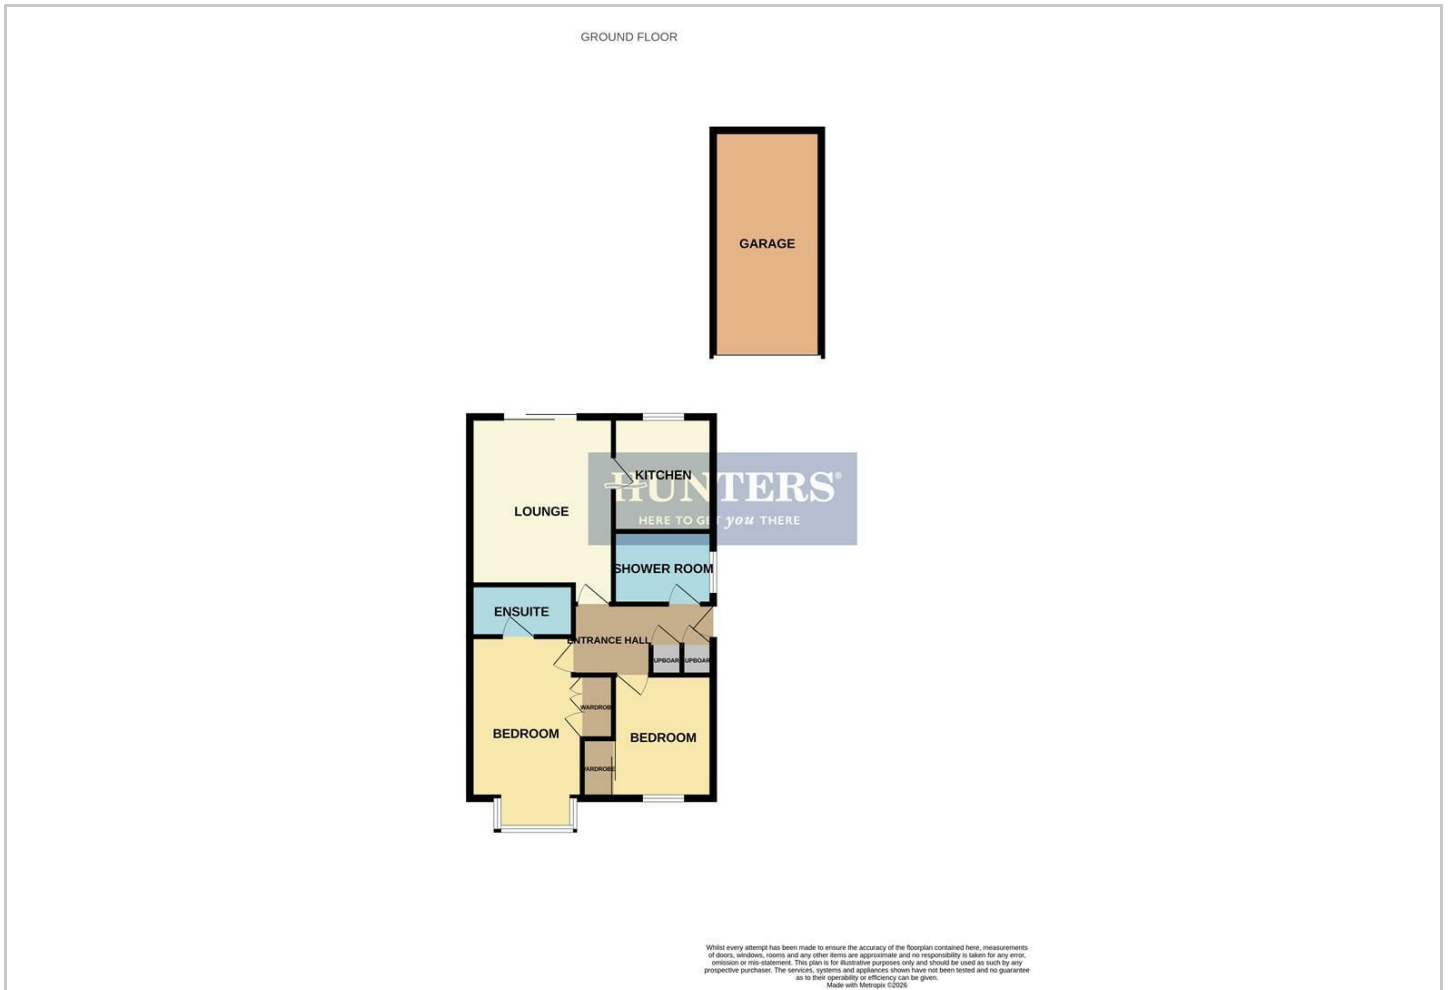 GROUND FLOOR
GARAGE
KITCHEN
HUNTERS®
HERE TO GET you THERE
LOUNGE
SHOWER ROOM
ENSUITE
ENTRANCE HALL
UPBOAR
UPBOAR
WARDROB
BEDROOM
BEDROOM
ARDROBE
Whilst every attempt has been made to ensure the accuracy of the floorplan contained here, measurements
of doors, windows, rooms and any other items are approximate and no responsibility is taken for any error,
omission or mis-statement. This plan is for illustrative purposes only and should be used as such by any
prospective purchaser. The services, systems and appliances shown have not been tested and no guarantee
as to their operability or efficiency can be given.
Made with Metropix ©2026